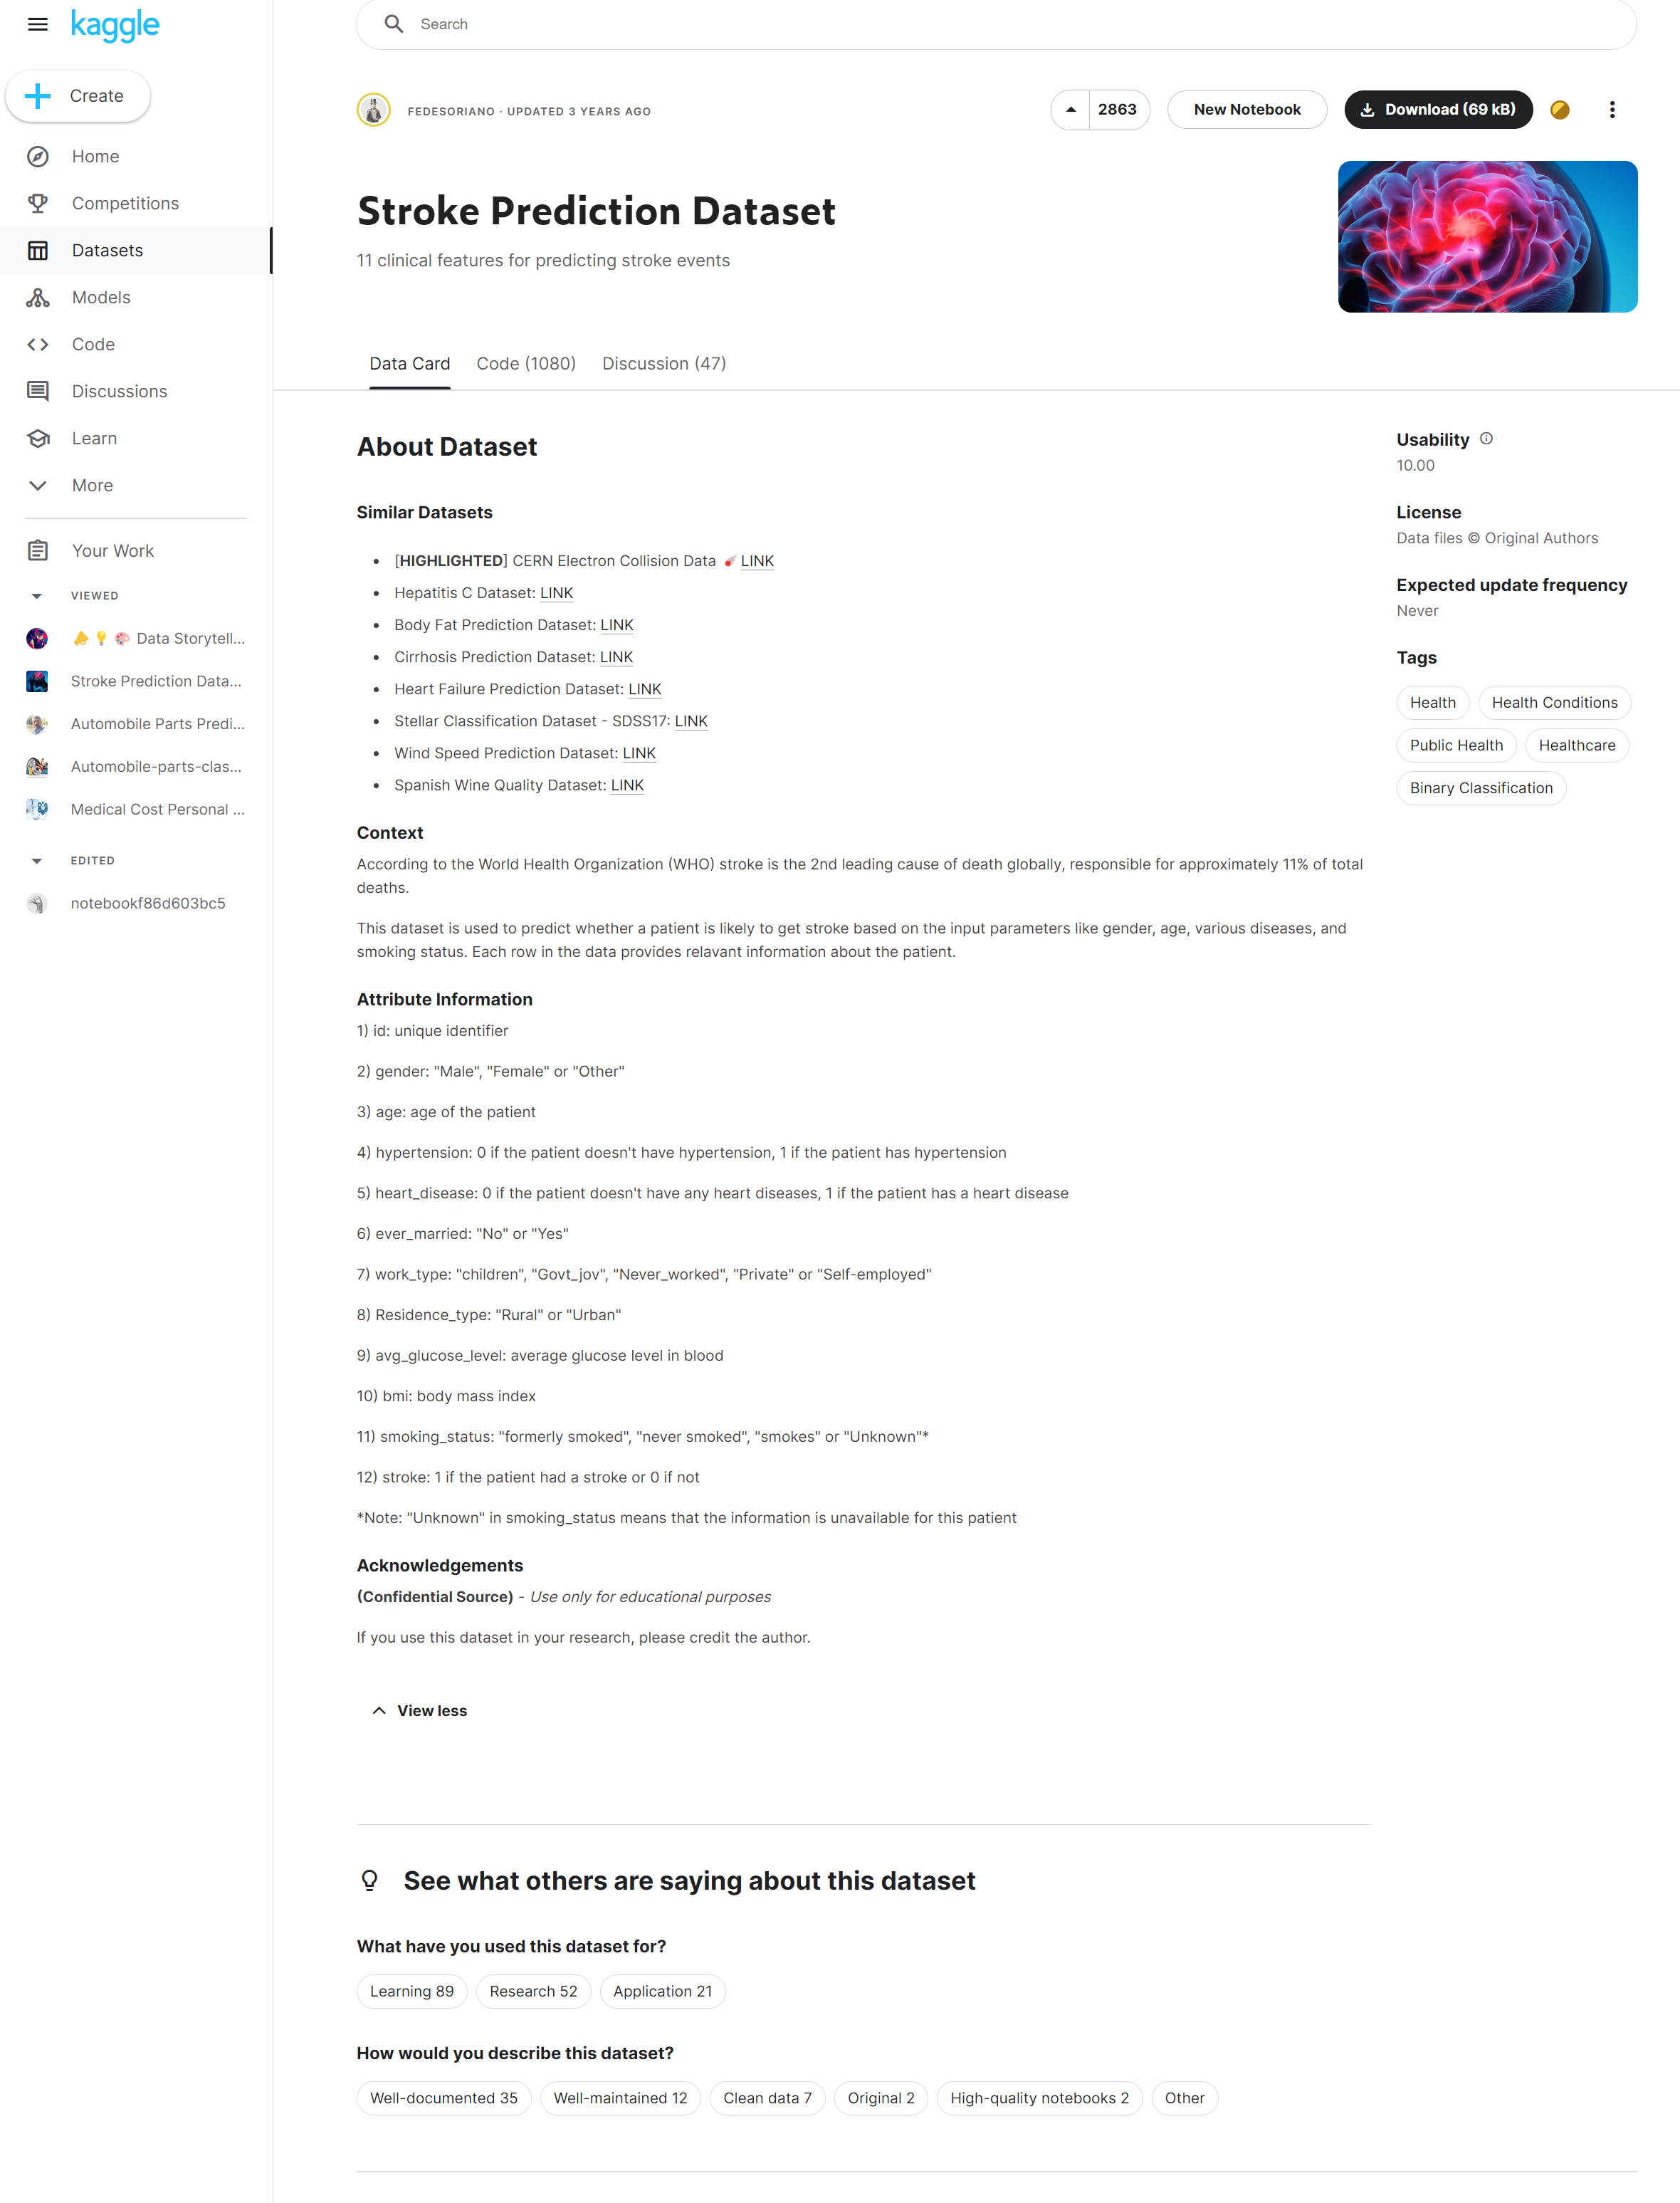 kaggle
Search
Create
Home
Competitions
Datasets
Models
Code
Discussions
Learn
More
Your Work
VIEWED
Data Storytell...
Stroke Prediction Data...
Automobile Parts Predi...
Automobile-parts-clas...
Medical Cost Personal ...
EDITED
notebookf86d603bc5
FEDESORIANO · UPDATED 3 YEARS AGO
2863
New Notebook
Download (69 kB)
Stroke Prediction Dataset
11 clinical features for predicting stroke events
Data Card
Code (1080)
Discussion (47)
About Dataset
Similar Datasets
[HIGHLIGHTED] CERN Electron Collision Data ☄️ LINK
Hepatitis C Dataset: LINK
Body Fat Prediction Dataset: LINK
Cirrhosis Prediction Dataset: LINK
Heart Failure Prediction Dataset: LINK
Stellar Classification Dataset - SDSS17: LINK
Wind Speed Prediction Dataset: LINK
Spanish Wine Quality Dataset: LINK
Context
According to the World Health Organization (WHO) stroke is the 2nd leading cause of death globally, responsible for approximately 11% of total
deaths.
This dataset is used to predict whether a patient is likely to get stroke based on the input parameters like gender, age, various diseases, and
smoking status. Each row in the data provides relavant information about the patient.
Attribute Information
1) id: unique identifier
2) gender: "Male", "Female" or "Other"
3) age: age of the patient
4) hypertension: 0 if the patient doesn't have hypertension, 1 if the patient has hypertension
5) heart_disease: 0 if the patient doesn't have any heart diseases, 1 if the patient has a heart disease
6) ever_married: "No" or "Yes"
7) work_type: "children", "Govt_jov", "Never_worked", "Private" or "Self-employed"
8) Residence_type: "Rural" or "Urban"
9) avg_glucose_level: average glucose level in blood
10) bmi: body mass index
11) smoking_status: "formerly smoked", "never smoked", "smokes" or "Unknown"*
12) stroke: 1 if the patient had a stroke or 0 if not
*Note: "Unknown" in smoking_status means that the information is unavailable for this patient
Acknowledgements
(Confidential Source) - Use only for educational purposes
If you use this dataset in your research, please credit the author.
View less
Usability
10.00
License
Data files © Original Authors
Expected update frequency
Never
Tags
Health
Health Conditions
Public Health
Healthcare
Binary Classification
See what others are saying about this dataset
What have you used this dataset for?
Learning 89
Research 52
Application 21
How would you describe this dataset?
Well-documented 35
Well-maintained 12
Clean data 7
Original 2
High-quality notebooks 2
Other